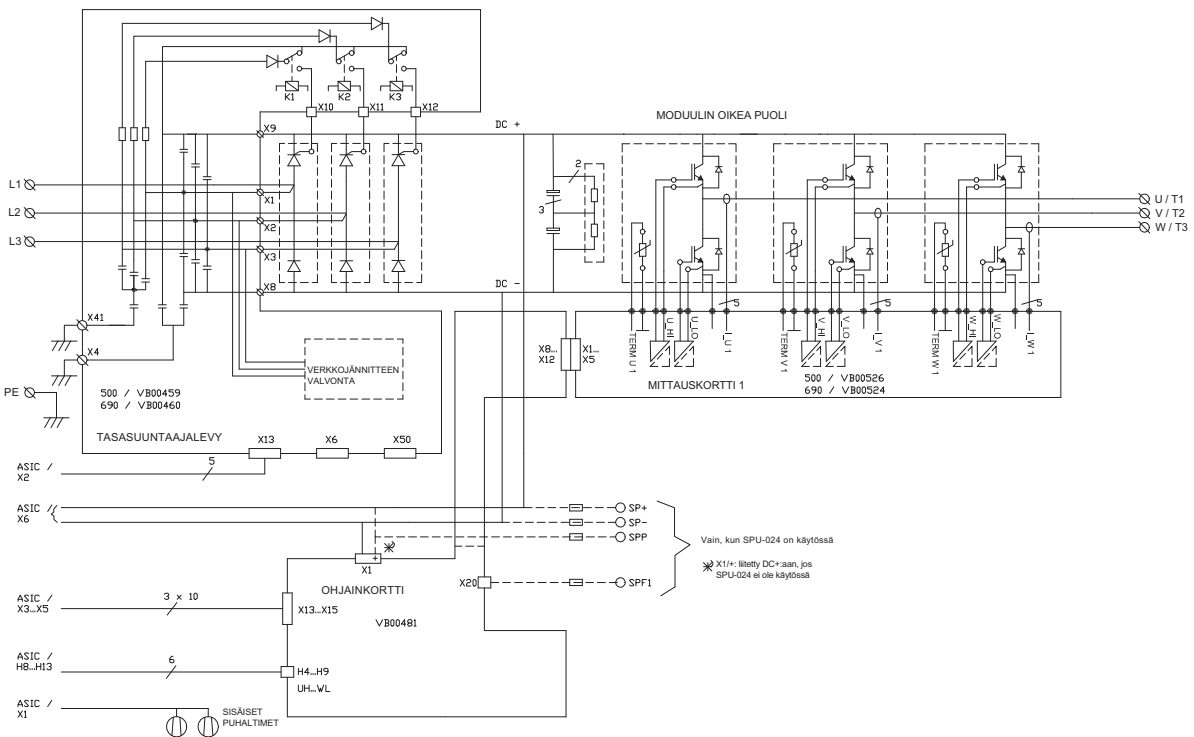 K1
K2
K3
X10
X11
X12
X9
DC +
MODUULIN OIKEA PUOLI
L1
L2
L3
X1
X2
X3
X8
DC -
2
3
U / T1
V / T2
W / T3
5
5
5
TERM U 1
U_HI
U_LO
I_U 1
TERM V 1
V_HI
V_LO
I_V 1
TERM W 1
W_HI
W_LO
I_W 1
X41
X4
PE
500 / VB00459
690 / VB00460
VERKKOJÄNNITTEEN
VALVONTA
X8...
X12
X1...
X5
MITTAUSKORTTI 1
500 / VB00526
690 / VB00524
TASASUUNTAAJALEVY
X13
X6
X50
ASIC /
X2
5
ASIC /
X6
SP+
SP-
SPP
SPF1
Vain, kun SPU-024 on käytössä
X1/+: liitetty DC+:aan, jos
SPU-024 ei ole käytössä
X1
+
X20
OHJAINKORTTI
VB00481
ASIC /
X3...X5
3 x 10
X13...X15
ASIC /
H8...H13
6
H4...H9
UH...WL
ASIC /
X1
SISÄISET
PUHALTIMET